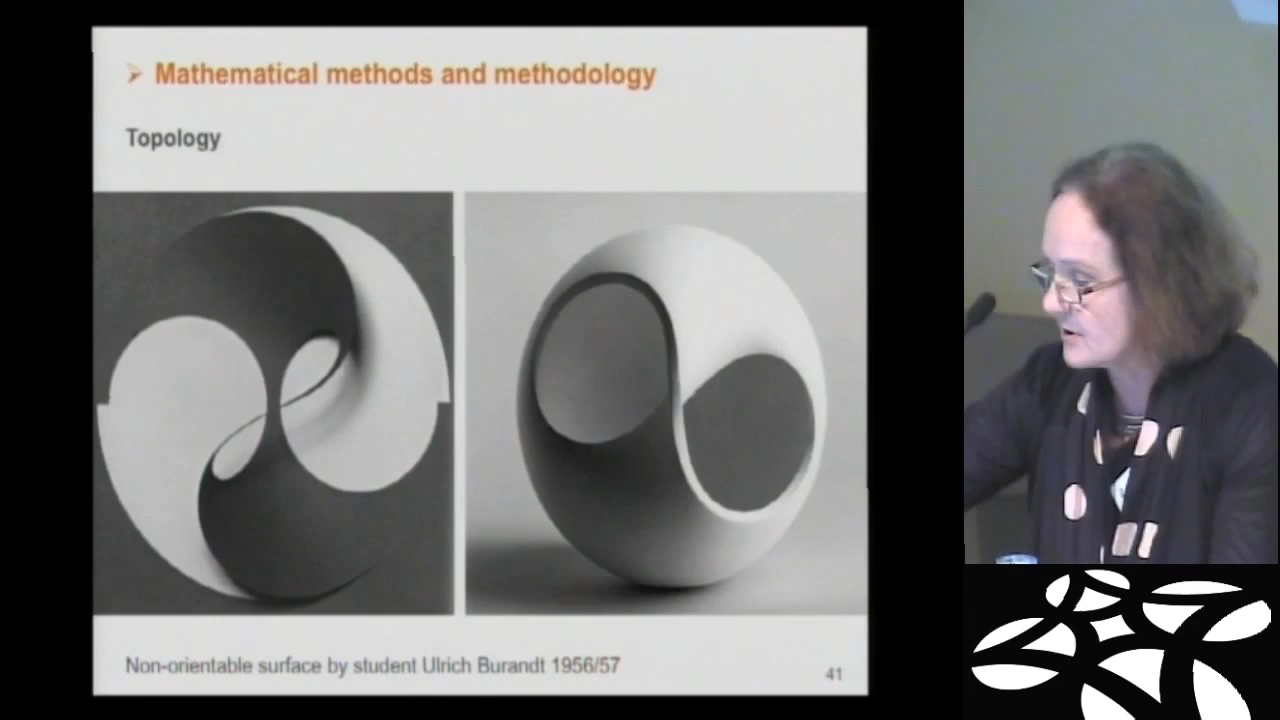 Mathematical methods and methodology
Topology
Non-orientable surface by student Ulrich Burandt 1956/57
41